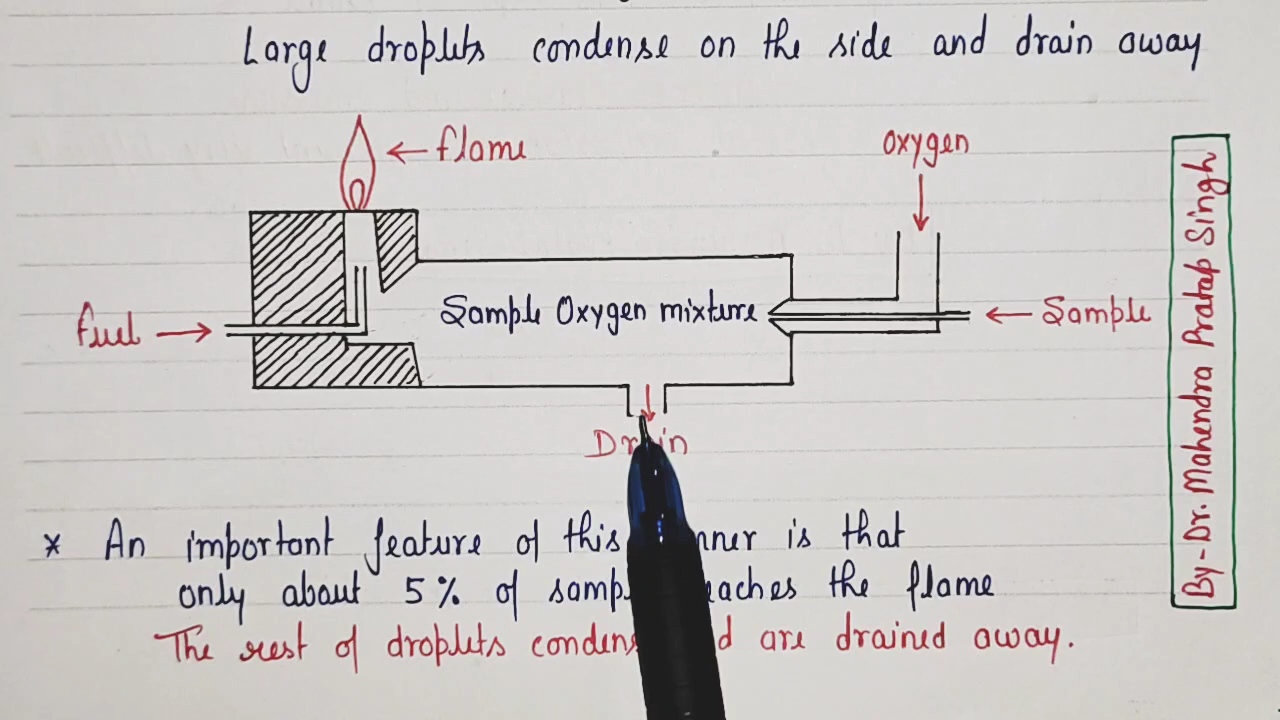 Large droplets condense on the side and drain away
flame
Oxygen
Fuel
Sample Oxygen mixture
Sample
* An important feature of this is that
only about 5% of reaches the flame
The rest of droplets are drained away.
By-Dr. Mahendra Pratap Singh